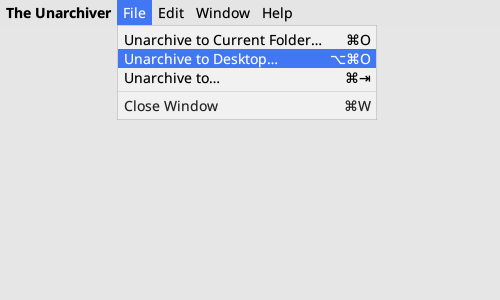 The Unarchiver File Edit Window Help
Unarchive to Current Folder... ⌘O
Unarchive to Desktop... ⌥⌘O
Unarchive to... ⌘⇥
Close Window ⌘W